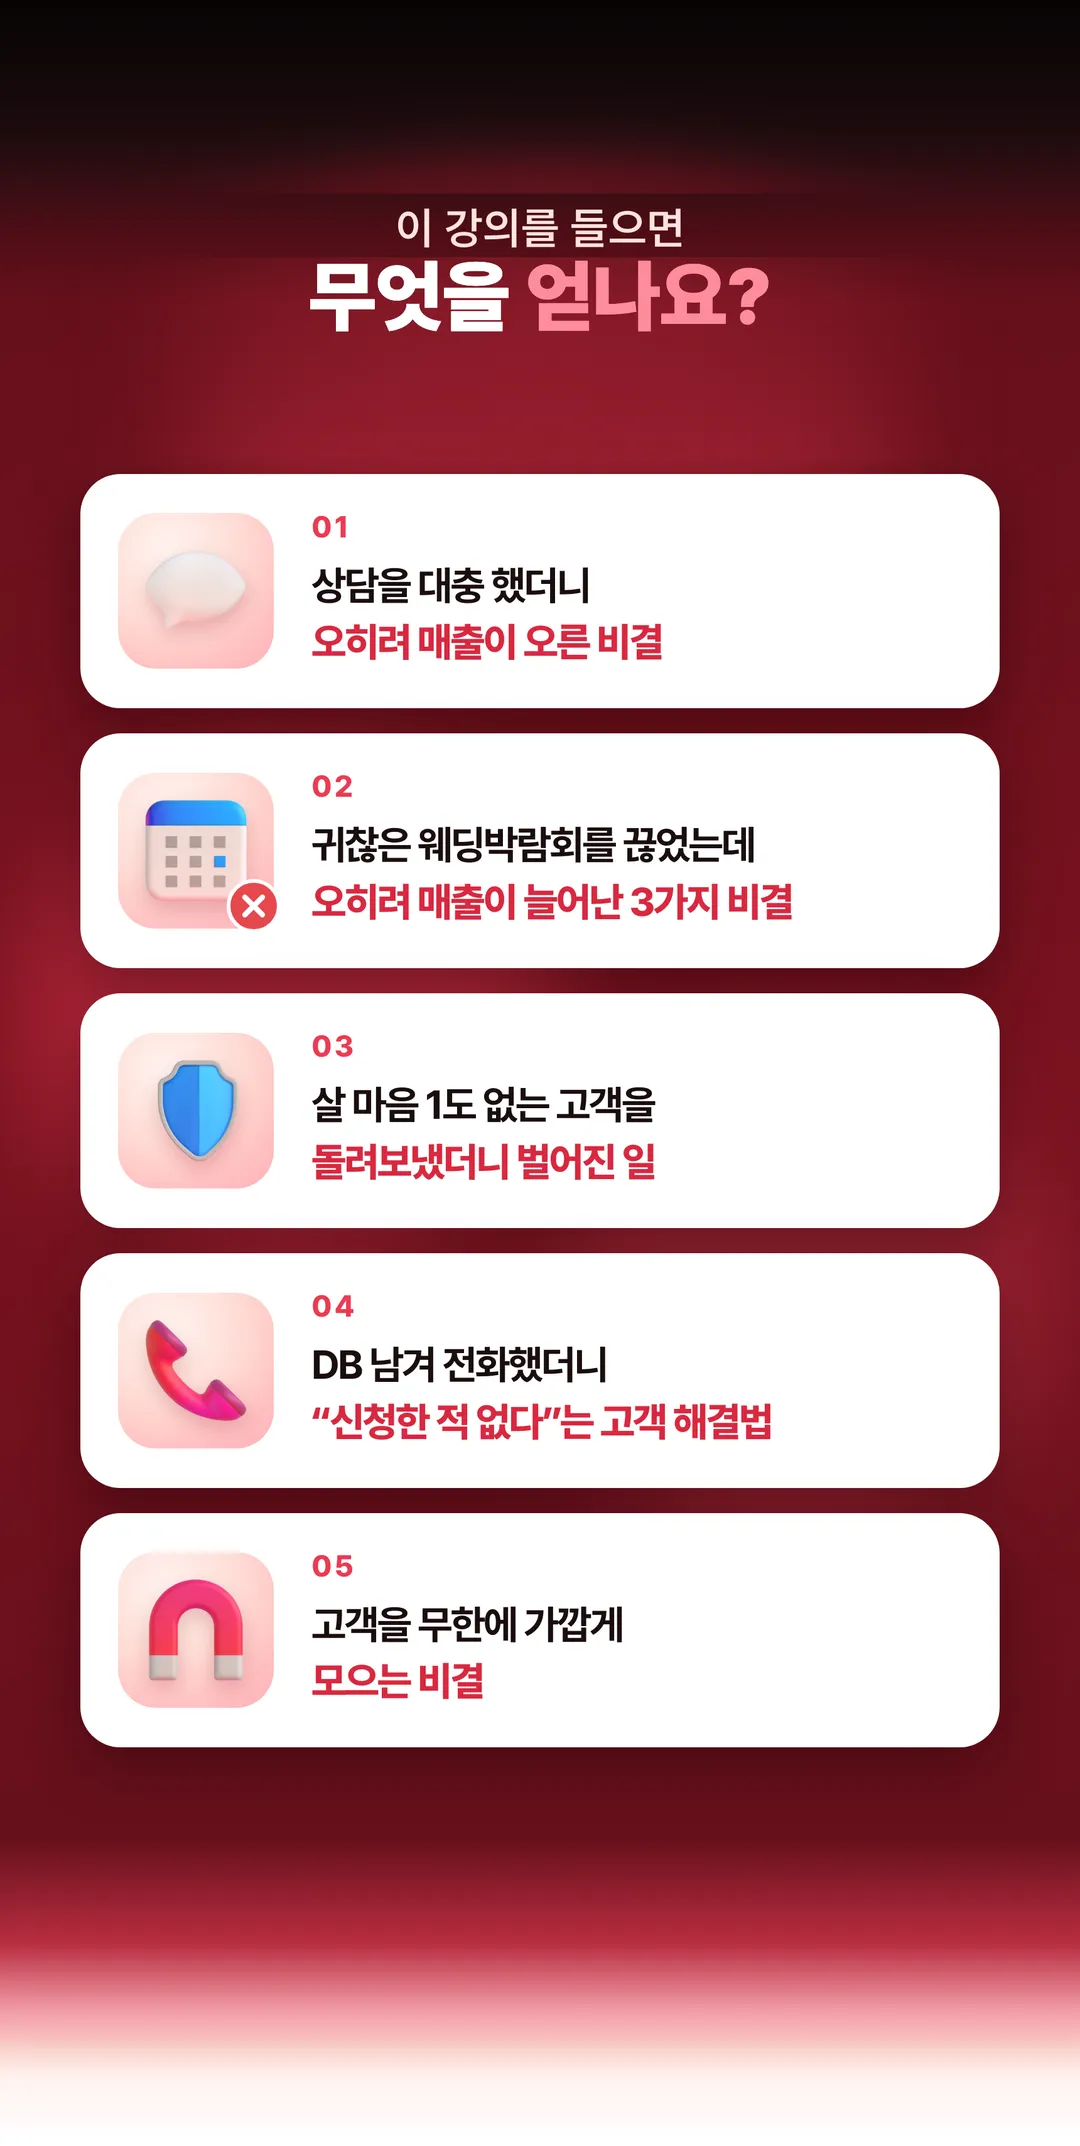 이 강의를 들으면
무엇을 얻나요?
01
상담을 대충 했더니
오히려 매출이 오른 비결
02
귀찮은 웨딩박람회를 끊었는데
오히려 매출이 늘어난 3가지 비결
03
살 마음 1도 없는 고객을
돌려보냈더니 벌어진 일
04
DB 남겨 전화했더니
“신청한 적 없다”는 고객 해결법
05
고객을 무한에 가깝게
모으는 비결